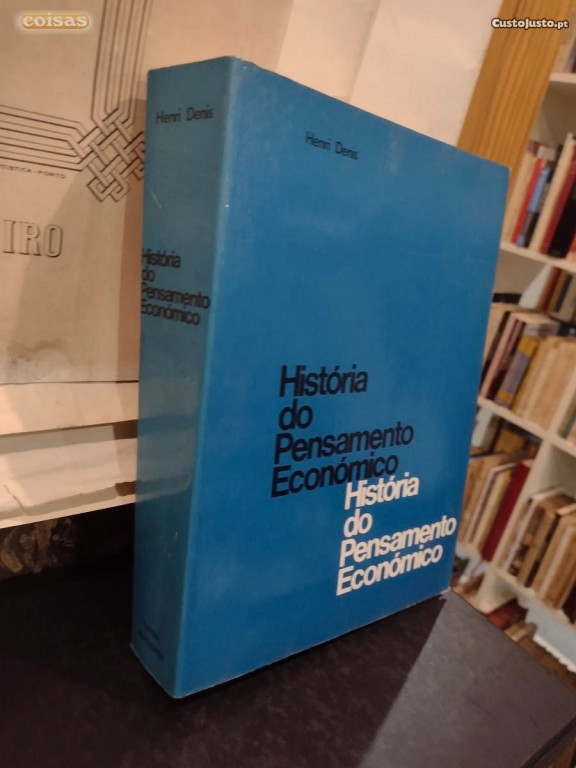 coisas
CustoJusto.pt
Henri Denis
História
do
Pensamento
Económico
Henri Denis
História
do
Pensamento
Económico
História
do
Pensamento
Económico
PORTO
IRO